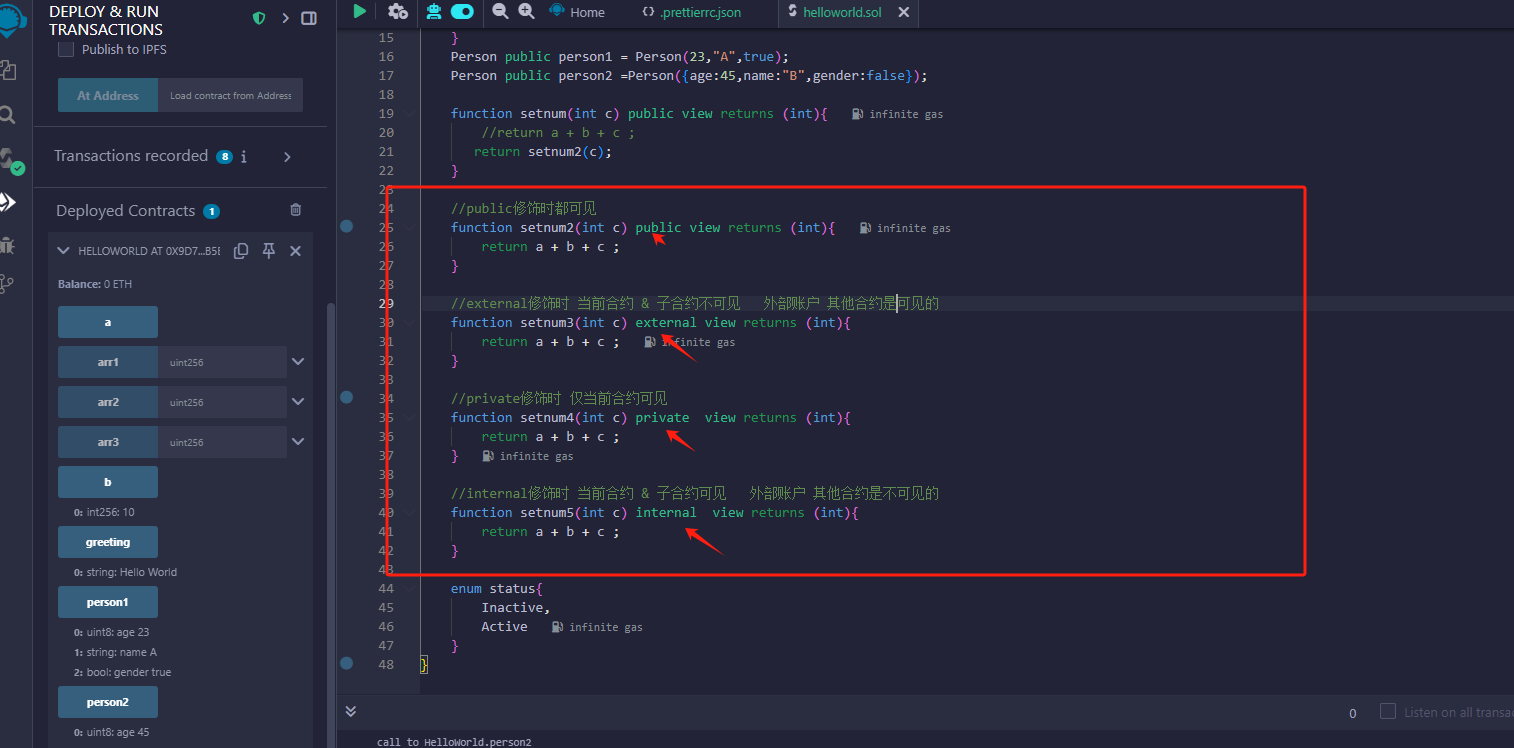 DEPLOY & RUN
TRANSACTIONS
Publish to IPFS
At Address
Load contract from Address
Transactions recorded 8 i
Deployed Contracts 1
HELLOWORLD AT 0X9D7...B5F
Balance: 0 ETH
a
arr1 uint256
arr2 uint256
arr3 uint256
b
0: int256: 10
greeting
0: string: Hello World
person1
0: uint8: age 23
1: string: name A
2: bool: gender true
person2
0: uint8: age 45
Home
.prettierrc.json
helloworld.sol
15 }
16 Person public person1 = Person(23,"A",true);
17 Person public person2 =Person({age:45,name:"B",gender:false});
18
19 function setnum(int c) public view returns (int){ infinite gas
20 //return a + b + c ;
21 return setnum2(c);
22 }
23
24 //public修饰时都可见
25 function setnum2(int c) public view returns (int){ infinite gas
26 return a + b + c ;
27 }
28
29 //external修饰时 当前合约 & 子合约不可见 外部账户 其他合约是可见的
30 function setnum3(int c) external view returns (int){
31 return a + b + c ; infinite gas
32 }
33
34 //private修饰时 仅当前合约可见
35 function setnum4(int c) private view returns (int){
36 return a + b + c ;
37 } infinite gas
38
39 //internal修饰时 当前合约 & 子合约可见 外部账户 其他合约是不可见的
40 function setnum5(int c) internal view returns (int){
41 return a + b + c ;
42 }
43
44 enum status{
45 Inactive,
46 Active infinite gas
47 }
48 }
0 Listen on all transa
call to HelloWorld.person2